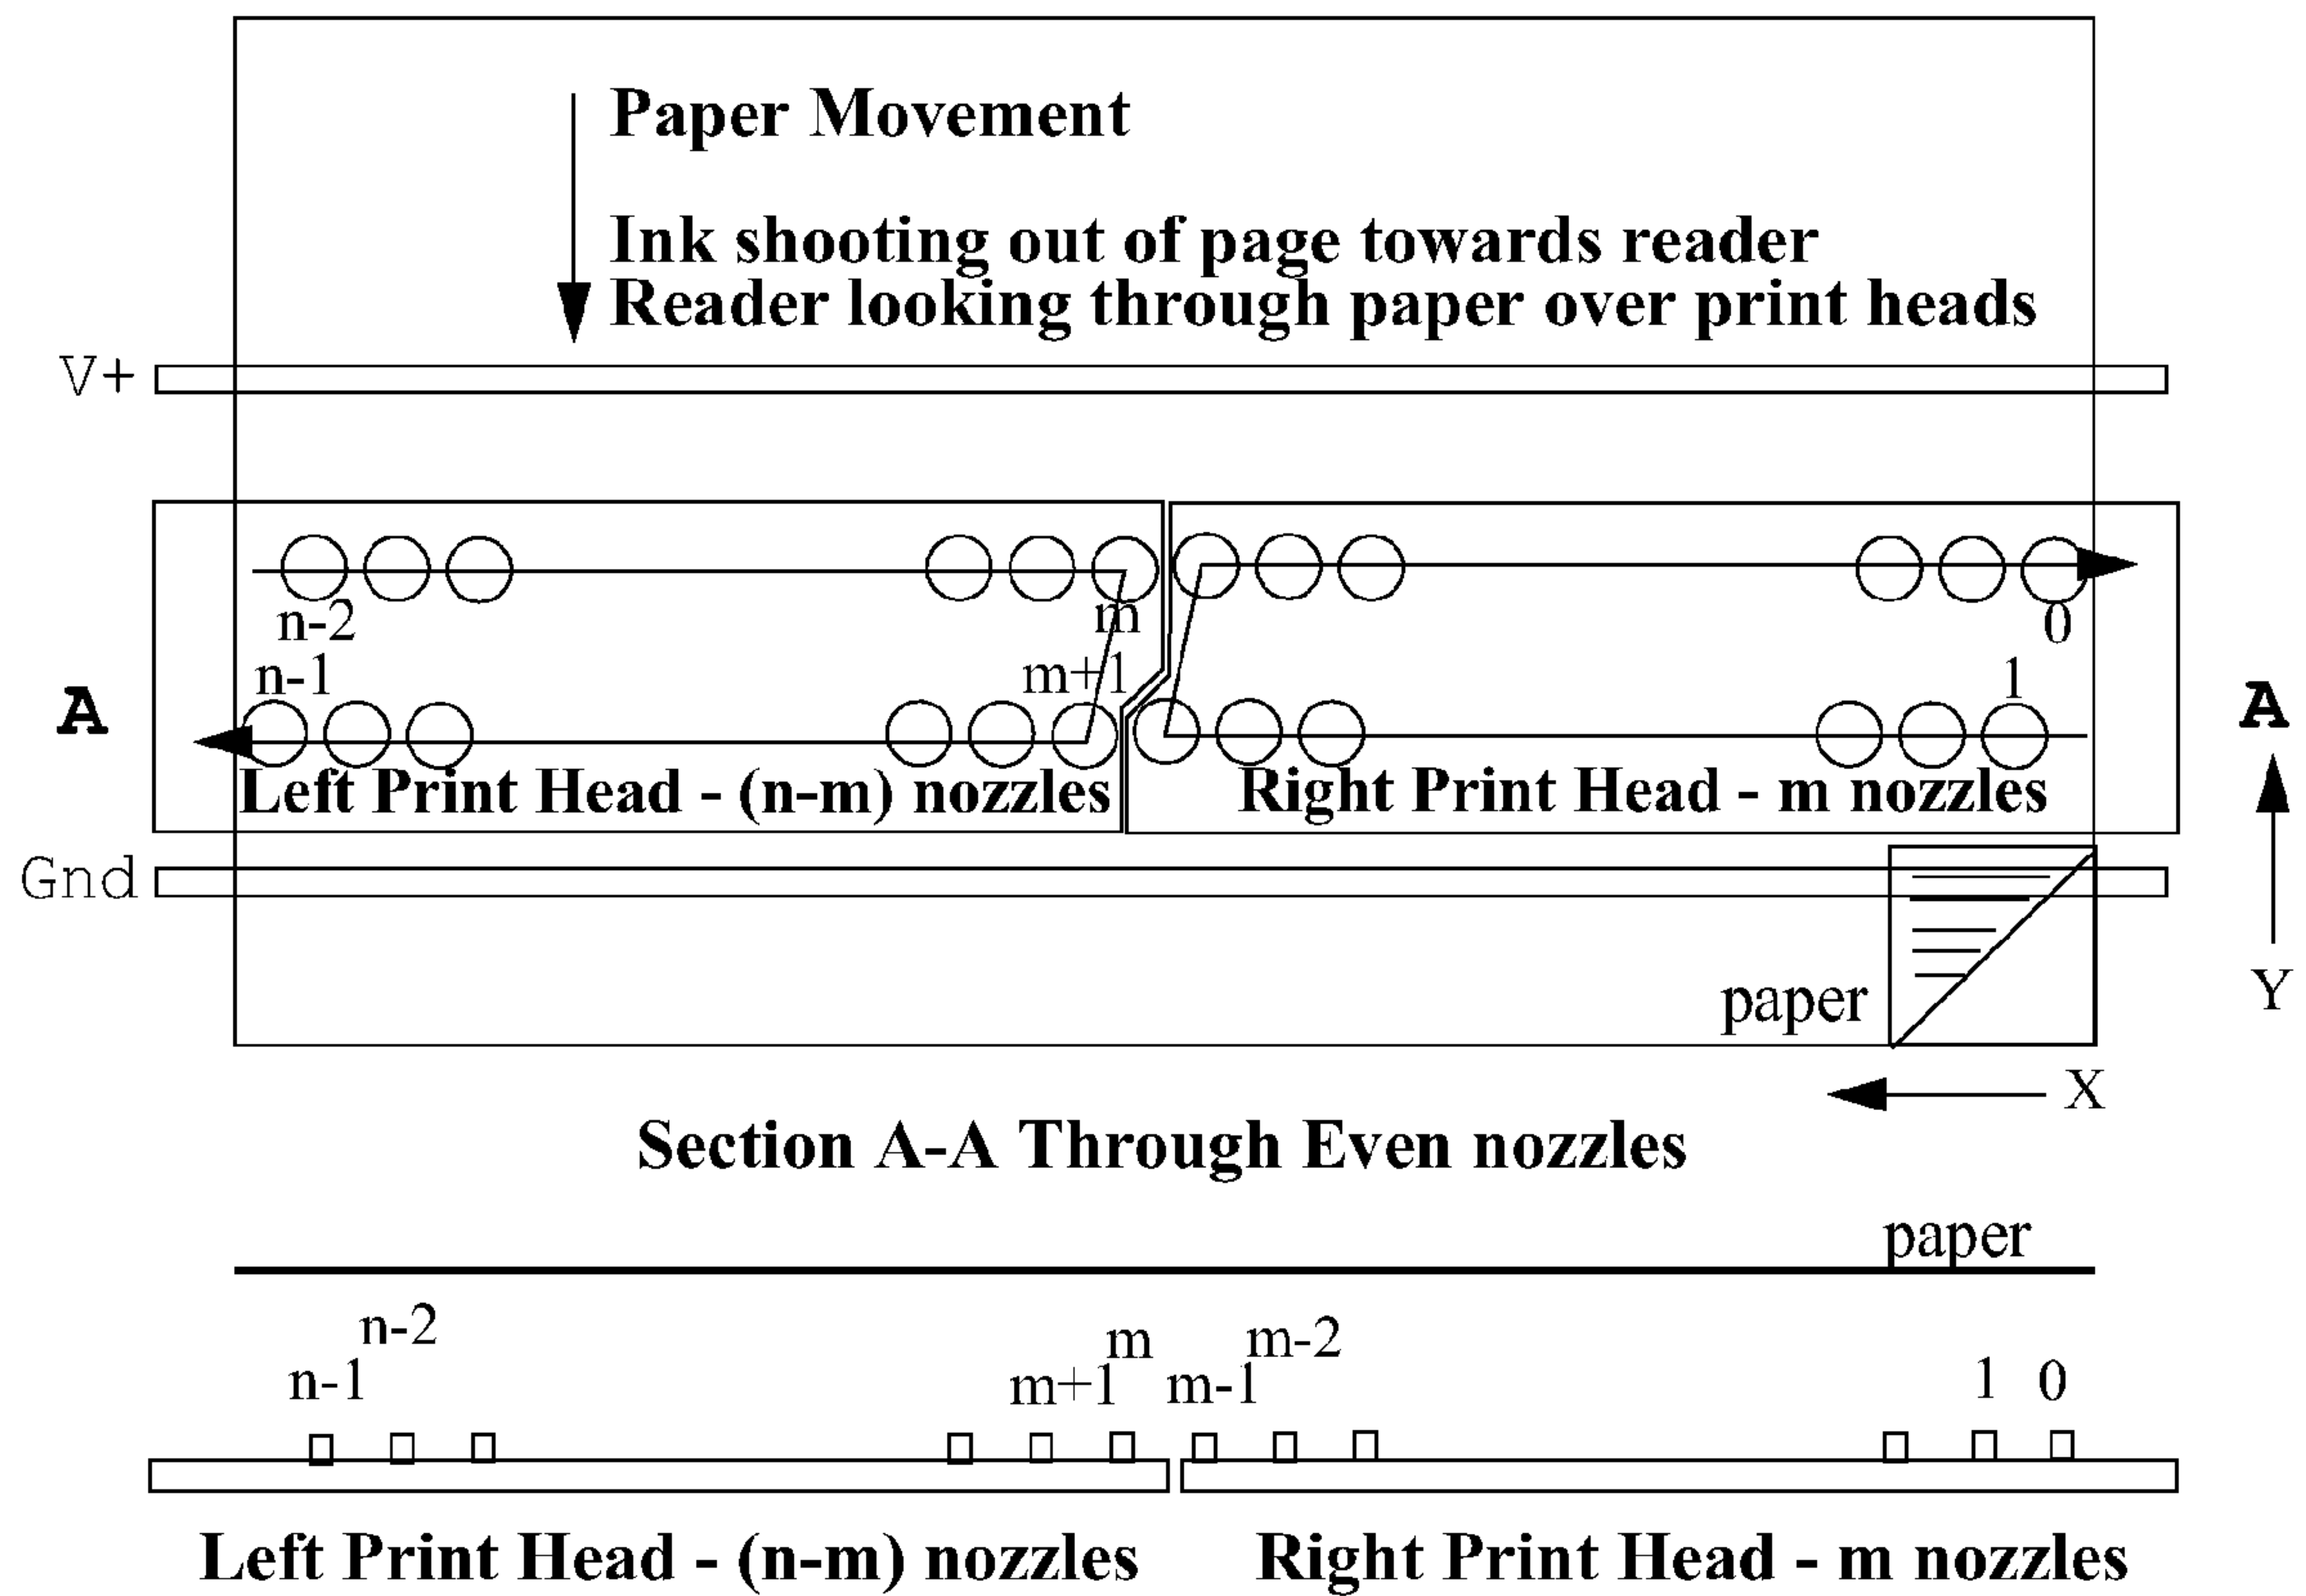 Paper Movement
Ink shooting out of page towards reader
Reader looking through paper over print heads
V+
n-2
m
0
n-1
m+1
1
A
A
Left Print Head - (n-m) nozzles
Right Print Head - m nozzles
Gnd
paper
Y
X
Section A-A Through Even nozzles
paper
n-2
m
m-2
n-1
m+1
m-1
1
0
Left Print Head - (n-m) nozzles
Right Print Head - m nozzles